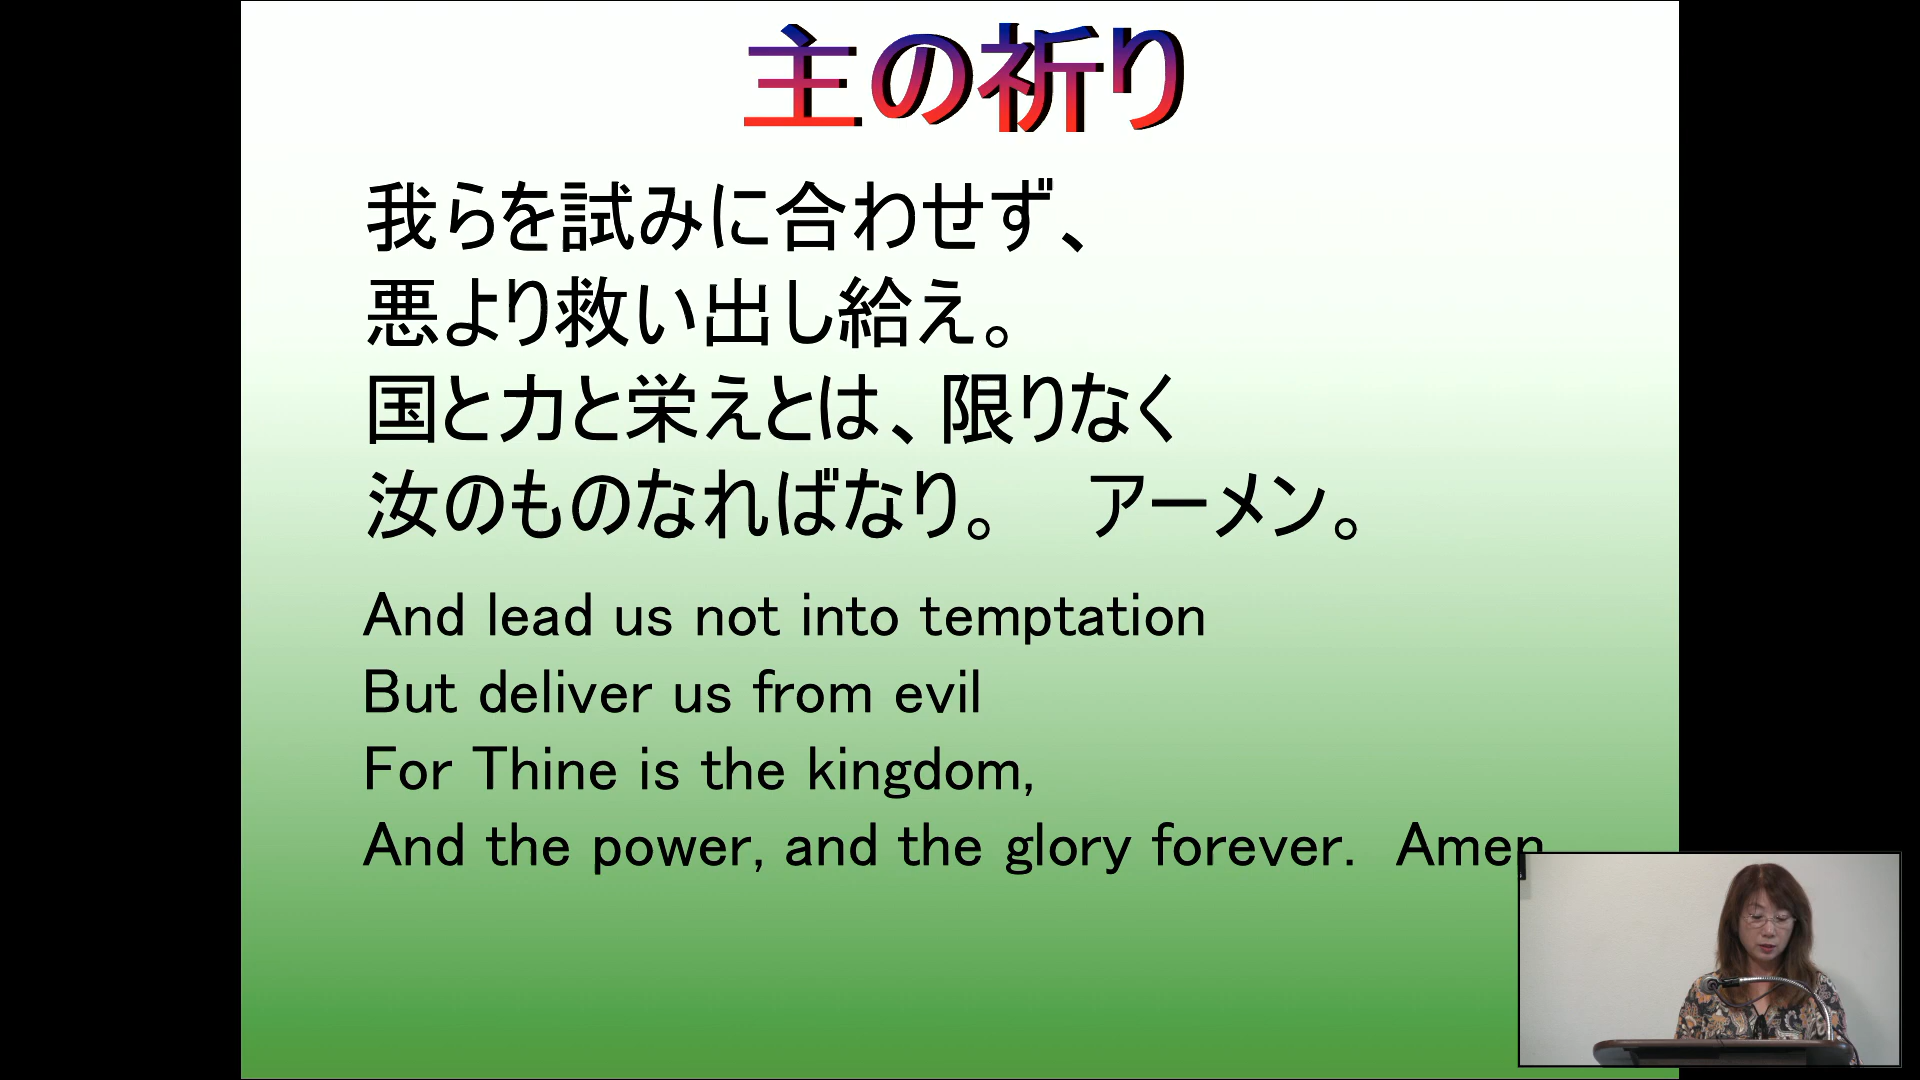 主の祈り
我らを試みに合わせず、
悪より救い出し給え。
国と力と栄えとは、限りなく
汝のものなればなり。　アーメン。
And lead us not into temptation
But deliver us from evil
For Thine is the kingdom,
And the power, and the glory forever.  Amen